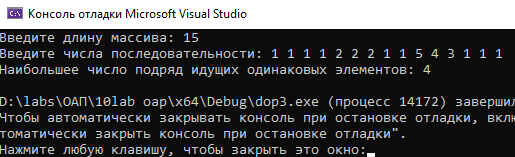 Консоль отладки Microsoft Visual Studio
Введите длину массива: 15
Введите числа последовательности: 1 1 1 1 2 2 2 1 1 5 4 3 1 1 1
Наибольшее число подряд идущих одинаковых элементов: 4
D:\labs\ОАП\10lab oap\x64\Debug\dop3.exe (процесс 14172) завершил
Чтобы автоматически закрывать консоль при остановке отладки, вклю
томатически закрыть консоль при остановке отладки".
Нажмите любую клавишу, чтобы закрыть это окно: